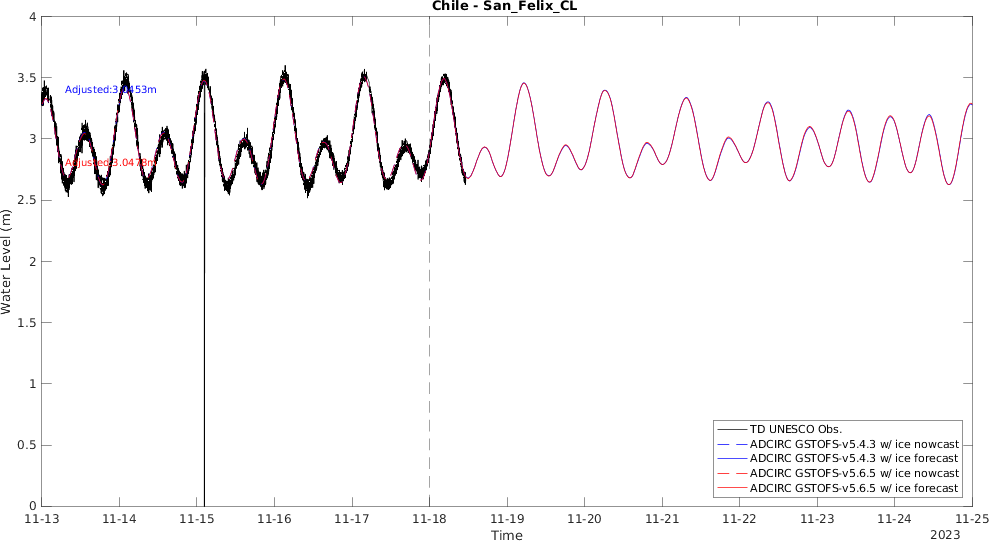 Chile - San_Felix_CL
4
3.5
3
2.5
2
1.5
1
0.5
0
Water Level (m)
Adjusted:3.0453m
Adjusted:3.0478m
TD UNESCO Obs.
ADCIRC GSTOFS-v5.4.3 w/ ice nowcast
ADCIRC GSTOFS-v5.4.3 w/ ice forecast
ADCIRC GSTOFS-v5.6.5 w/ ice nowcast
ADCIRC GSTOFS-v5.6.5 w/ ice forecast
11-13 11-14 11-15 11-16 11-17 11-18 11-19 11-20 11-21 11-22 11-23 11-24 11-25
Time
2023